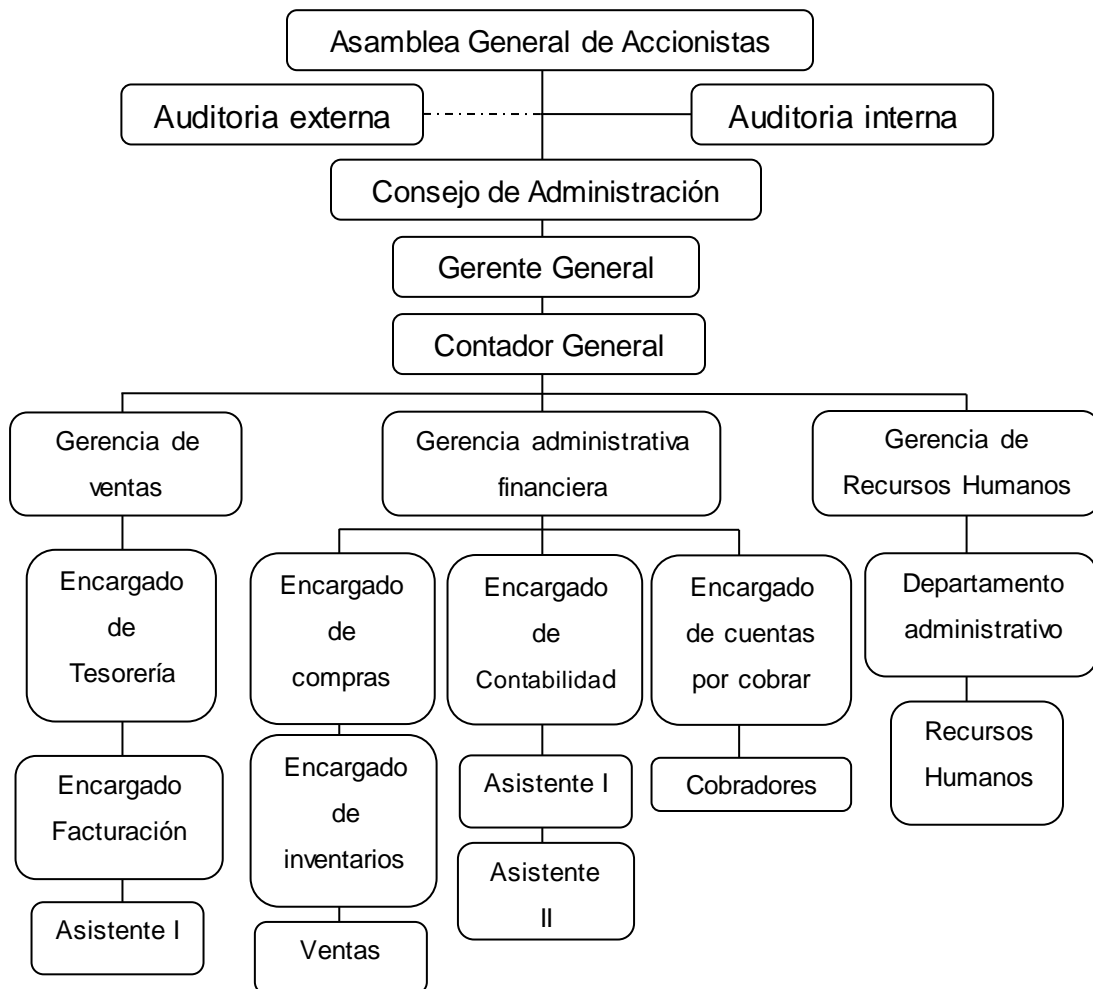 Asamblea General de Accionistas
Auditoria externa
Auditoria interna
Consejo de Administración
Gerente General
Contador General
Gerencia de
ventas
Gerencia administrativa
financiera
Gerencia de
Recursos Humanos
Encargado
de
Tesorería
Encargado
de
compras
Encargado
de
Contabilidad
Encargado
de cuentas
por cobrar
Departamento
administrativo
Encargado
Facturación
Encargado
de
inventarios
Asistente I
Cobradores
Recursos
Humanos
Asistente I
Ventas
Asistente
II